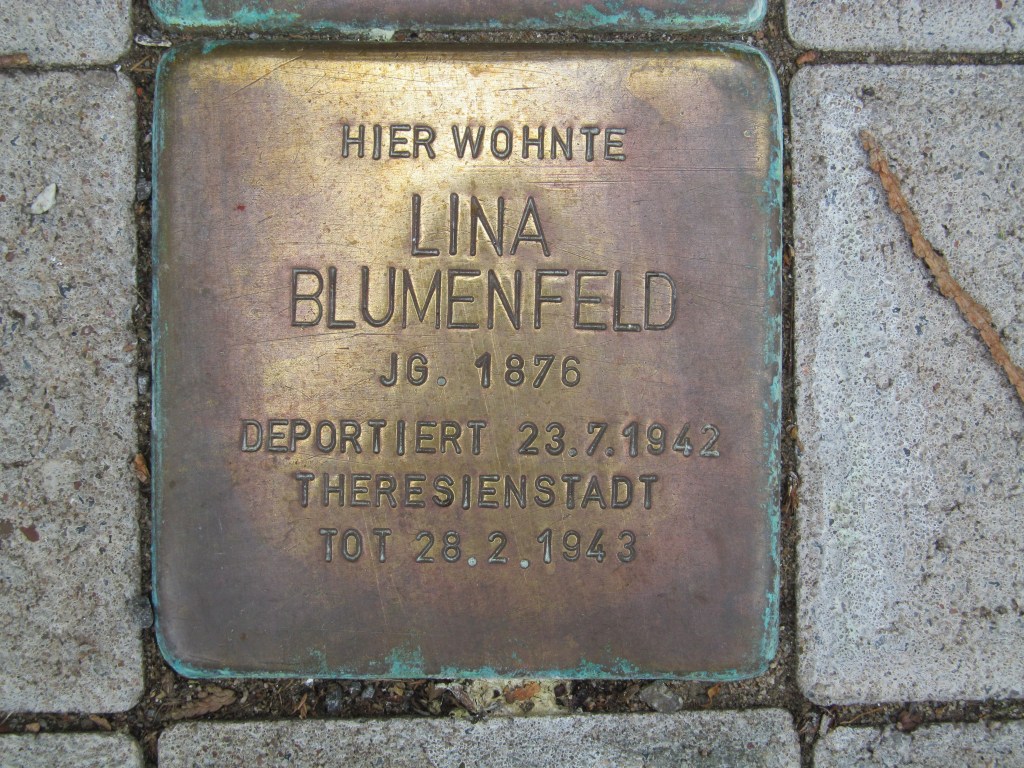 HIER WOHNTE
LINA
BLUMENFELD
JG. 1876
DEPORTIERT 23.7.1942
THERESIENSTADT
TOT 28.2.1943